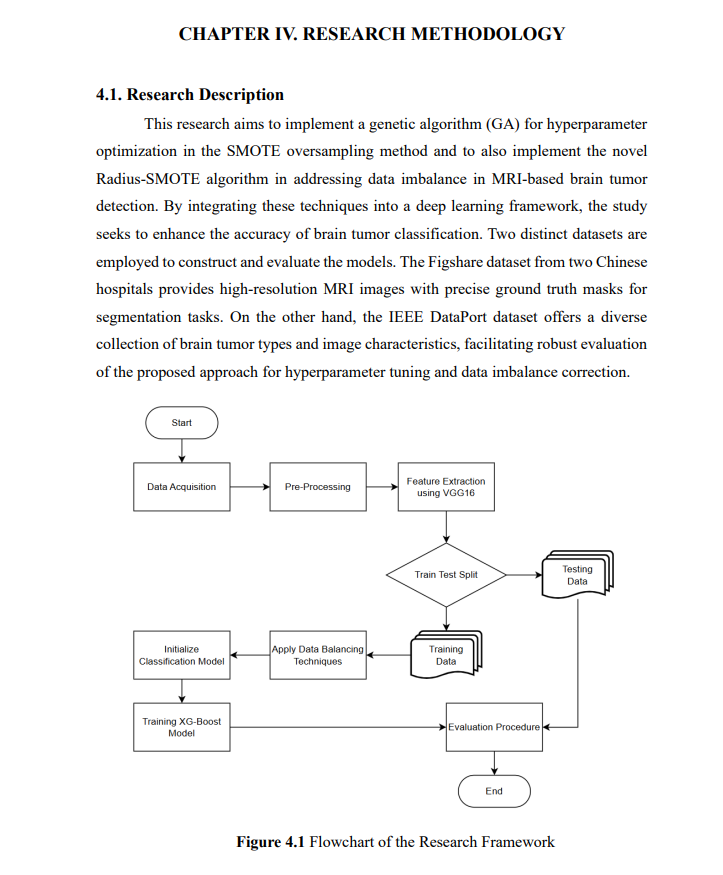 CHAPTER IV. RESEARCH METHODOLOGY
4.1. Research Description
This research aims to implement a genetic algorithm (GA) for hyperparameter
optimization in the SMOTE oversampling method and to also implement the novel
Radius-SMOTE algorithm in addressing data imbalance in MRI-based brain tumor
detection. By integrating these techniques into a deep learning framework, the study
seeks to enhance the accuracy of brain tumor classification. Two distinct datasets are
employed to construct and evaluate the models. The Figshare dataset from two Chinese
hospitals provides high-resolution MRI images with precise ground truth masks for
segmentation tasks. On the other hand, the IEEE DataPort dataset offers a diverse
collection of brain tumor types and image characteristics, facilitating robust evaluation
of the proposed approach for hyperparameter tuning and data imbalance correction.
Start
Data Acquisition
Pre-Processing
Feature Extraction
using VGG16
Train Test Split
Testing
Data
Training
Data
Apply Data Balancing
Techniques
Initialize
Classification Model
Training XG-Boost
Model
Evaluation Procedure
End
Figure 4.1 Flowchart of the Research Framework